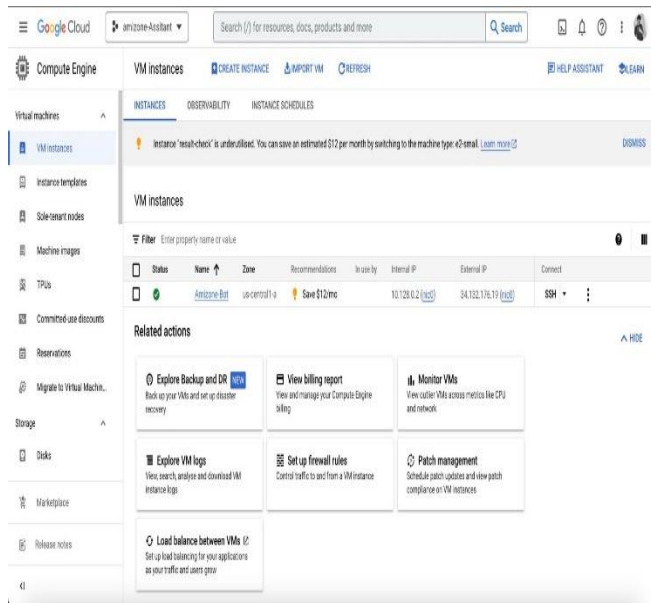 Google Cloud
amizone-Assitant
Search (/) for resources, docs, products and more
Search
Compute Engine
VM instances
CREATE INSTANCE
IMPORT VM
REFRESH
HELP ASSISTANT
LEARN
Virtual machines
VM instances
Instance templates
Sole-tenant nodes
Machine images
TPUs
Committed-use discounts
Reservations
Migrate to Virtual Machin...
Storage
Disks
Marketplace
Release notes
INSTANCES OBSERVABILITY INSTANCE SCHEDULES
Instance "result-check" is underutilised. You can save an estimated $12 per month by switching to the machine type: e2-small. Learn more
DISMISS
VM instances
Filter Enter property name or value
Status Name Zone Recommendations In use by Internal IP External IP Connect
Amizone-Bot us-central1-a Save $12/mo 10.128.0.2 (nic0) 34.132.176.19 (nic0) SSH
Related actions
HIDE
Explore Backup and DR NEW
Back up your VMs and set up disaster
recovery
View billing report
View and manage your Compute Engine
billing
Monitor VMs
View outlier VMs across metrics like CPU
and network
Explore VM logs
View, search, analyse and download VM
instance logs
Set up firewall rules
Control traffic to and from a VM instance
Patch management
Schedule patch updates and view patch
compliance on VM instances
Load balance between VMs
Set up load balancing for your applications
as your traffic and users grow